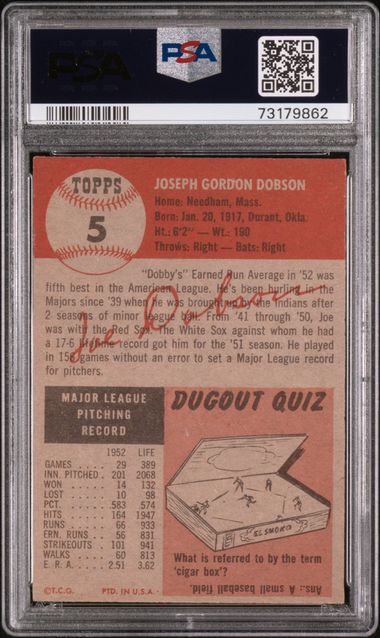 PSA
PSA
73179862
TOPPS
5
JOSEPH GORDON DOBSON
Home: Needham, Mass.
Born: Jan. 20, 1917, Durant, Okla.
Ht.: 6'2" — Wt.: 190
Throws: Right — Bats: Right
"Dobby's" Earned Run Average in '52 was
fifth best in the American League. He's been hurling in the
Majors since '39 when he was brought up by the Indians after
2 seasons of minor league ball. From '41 through '50, Joe
was with the Red Sox. The White Sox against whom he had
a 17-6 lifetime record got him for the '51 season. He played
in 156 games without an error to set a Major League record
for pitchers.
Joe Dobson
MAJOR LEAGUE
PITCHING
RECORD
1952 LIFE
GAMES 29 389
INN. PITCHED 201 2068
WON 14 132
LOST 10 98
PCT. .583 .574
HITS 164 1947
RUNS 66 933
ERN. RUNS 56 831
STRIKEOUTS 101 941
WALKS 60 813
E. R. A. 2.51 3.62
©T.C.G. PTD. IN U.S.A.
DUGOUT QUIZ
EL SMOKO
What is referred to by the term
'cigar box'?
Ans.: A small baseball field.